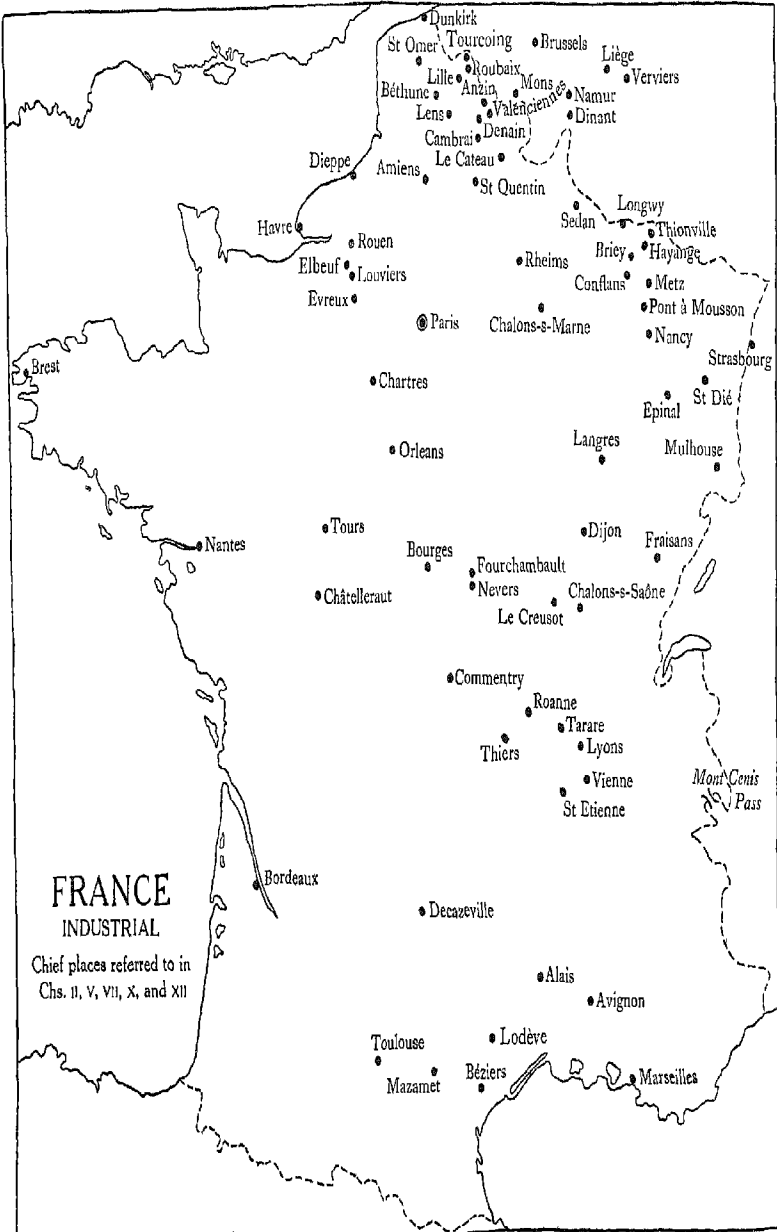 Dunkirk
St Omer
Tourcoing
Brussels
Roubaix
Liège
Lille
Verviers
Béthune
Anzin
Mons
Valenciennes
Namur
Lens
Denain
Dinant
Cambrai
Le Cateau
Dieppe
Amiens
St Quentin
Sedan
Longwy
Havre
Thionville
Rouen
Briey
Hayange
Elbeuf
Rheims
Louviers
Conflans
Metz
Evreux
Pont à Mousson
Paris
Chalons-s-Marne
Nancy
Strasbourg
Brest
Chartres
St Dié
Epinal
Orleans
Langres
Mulhouse
Tours
Dijon
Nantes
Bourges
Fraisans
Fourchambault
Nevers
Chalons-s-Saône
Châtelleraut
Le Creusot
Commentry
Roanne
Tarare
Thiers
Lyons
Vienne
Mont Cenis
Pass
St Etienne
Bordeaux
FRANCE
INDUSTRIAL
Chief places referred to in
Chs. II, V, VII, X, and XII
Decazeville
Alais
Avignon
Lodève
Toulouse
Mazamet
Béziers
Marseilles